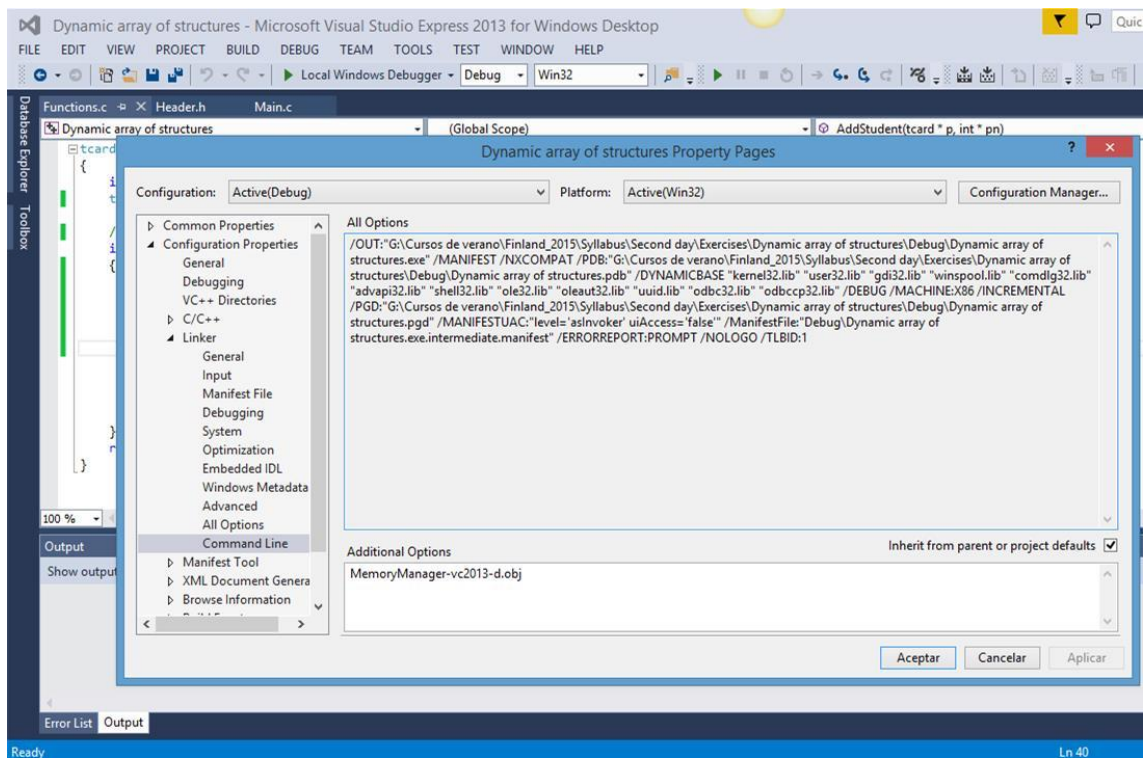 Dynamic array of structures - Microsoft Visual Studio Express 2013 for Windows Desktop
Quic
FILE EDIT VIEW PROJECT BUILD DEBUG TEAM TOOLS TEST WINDOW HELP
Local Windows Debugger Debug Win32
Database Explorer
Toolbox
Functions.c Header.h Main.c
Dynamic array of structures (Global Scope) AddStudent(tcard * p, int * pn)
tcard
{
i
t
/
i
{
}
r
}
100 %
Dynamic array of structures Property Pages ?
Configuration: Active(Debug) Platform: Active(Win32) Configuration Manager...
Common Properties
Configuration Properties
General
Debugging
VC++ Directories
C/C++
Linker
General
Input
Manifest File
Debugging
System
Optimization
Embedded IDL
Windows Metadata
Advanced
All Options
Command Line
Manifest Tool
XML Document Genera
Browse Information
All Options
/OUT:"G:\Cursos de verano\Finland_2015\Syllabus\Second day\Exercises\Dynamic array of structures\Debug\Dynamic array of
structures.exe" /MANIFEST /NXCOMPAT /PDB:"G:\Cursos de verano\Finland_2015\Syllabus\Second day\Exercises\Dynamic array of
structures\Debug\Dynamic array of structures.pdb" /DYNAMICBASE "kernel32.lib" "user32.lib" "gdi32.lib" "winspool.lib" "comdlg32.lib"
"advapi32.lib" "shell32.lib" "ole32.lib" "oleaut32.lib" "uuid.lib" "odbc32.lib" "odbccp32.lib" /DEBUG /MACHINE:X86 /INCREMENTAL
/PGD:"G:\Cursos de verano\Finland_2015\Syllabus\Second day\Exercises\Dynamic array of structures\Debug\Dynamic array of
structures.pgd" /MANIFESTUAC:"level='asInvoker' uiAccess='false'" /ManifestFile:"Debug\Dynamic array of
structures.exe.intermediate.manifest" /ERRORREPORT:PROMPT /NOLOGO /TLBID:1
Additional Options Inherit from parent or project defaults
MemoryManager-vc2013-d.obj
Aceptar Cancelar Aplicar
Output
Show output
Error List Output
Ready Ln 40